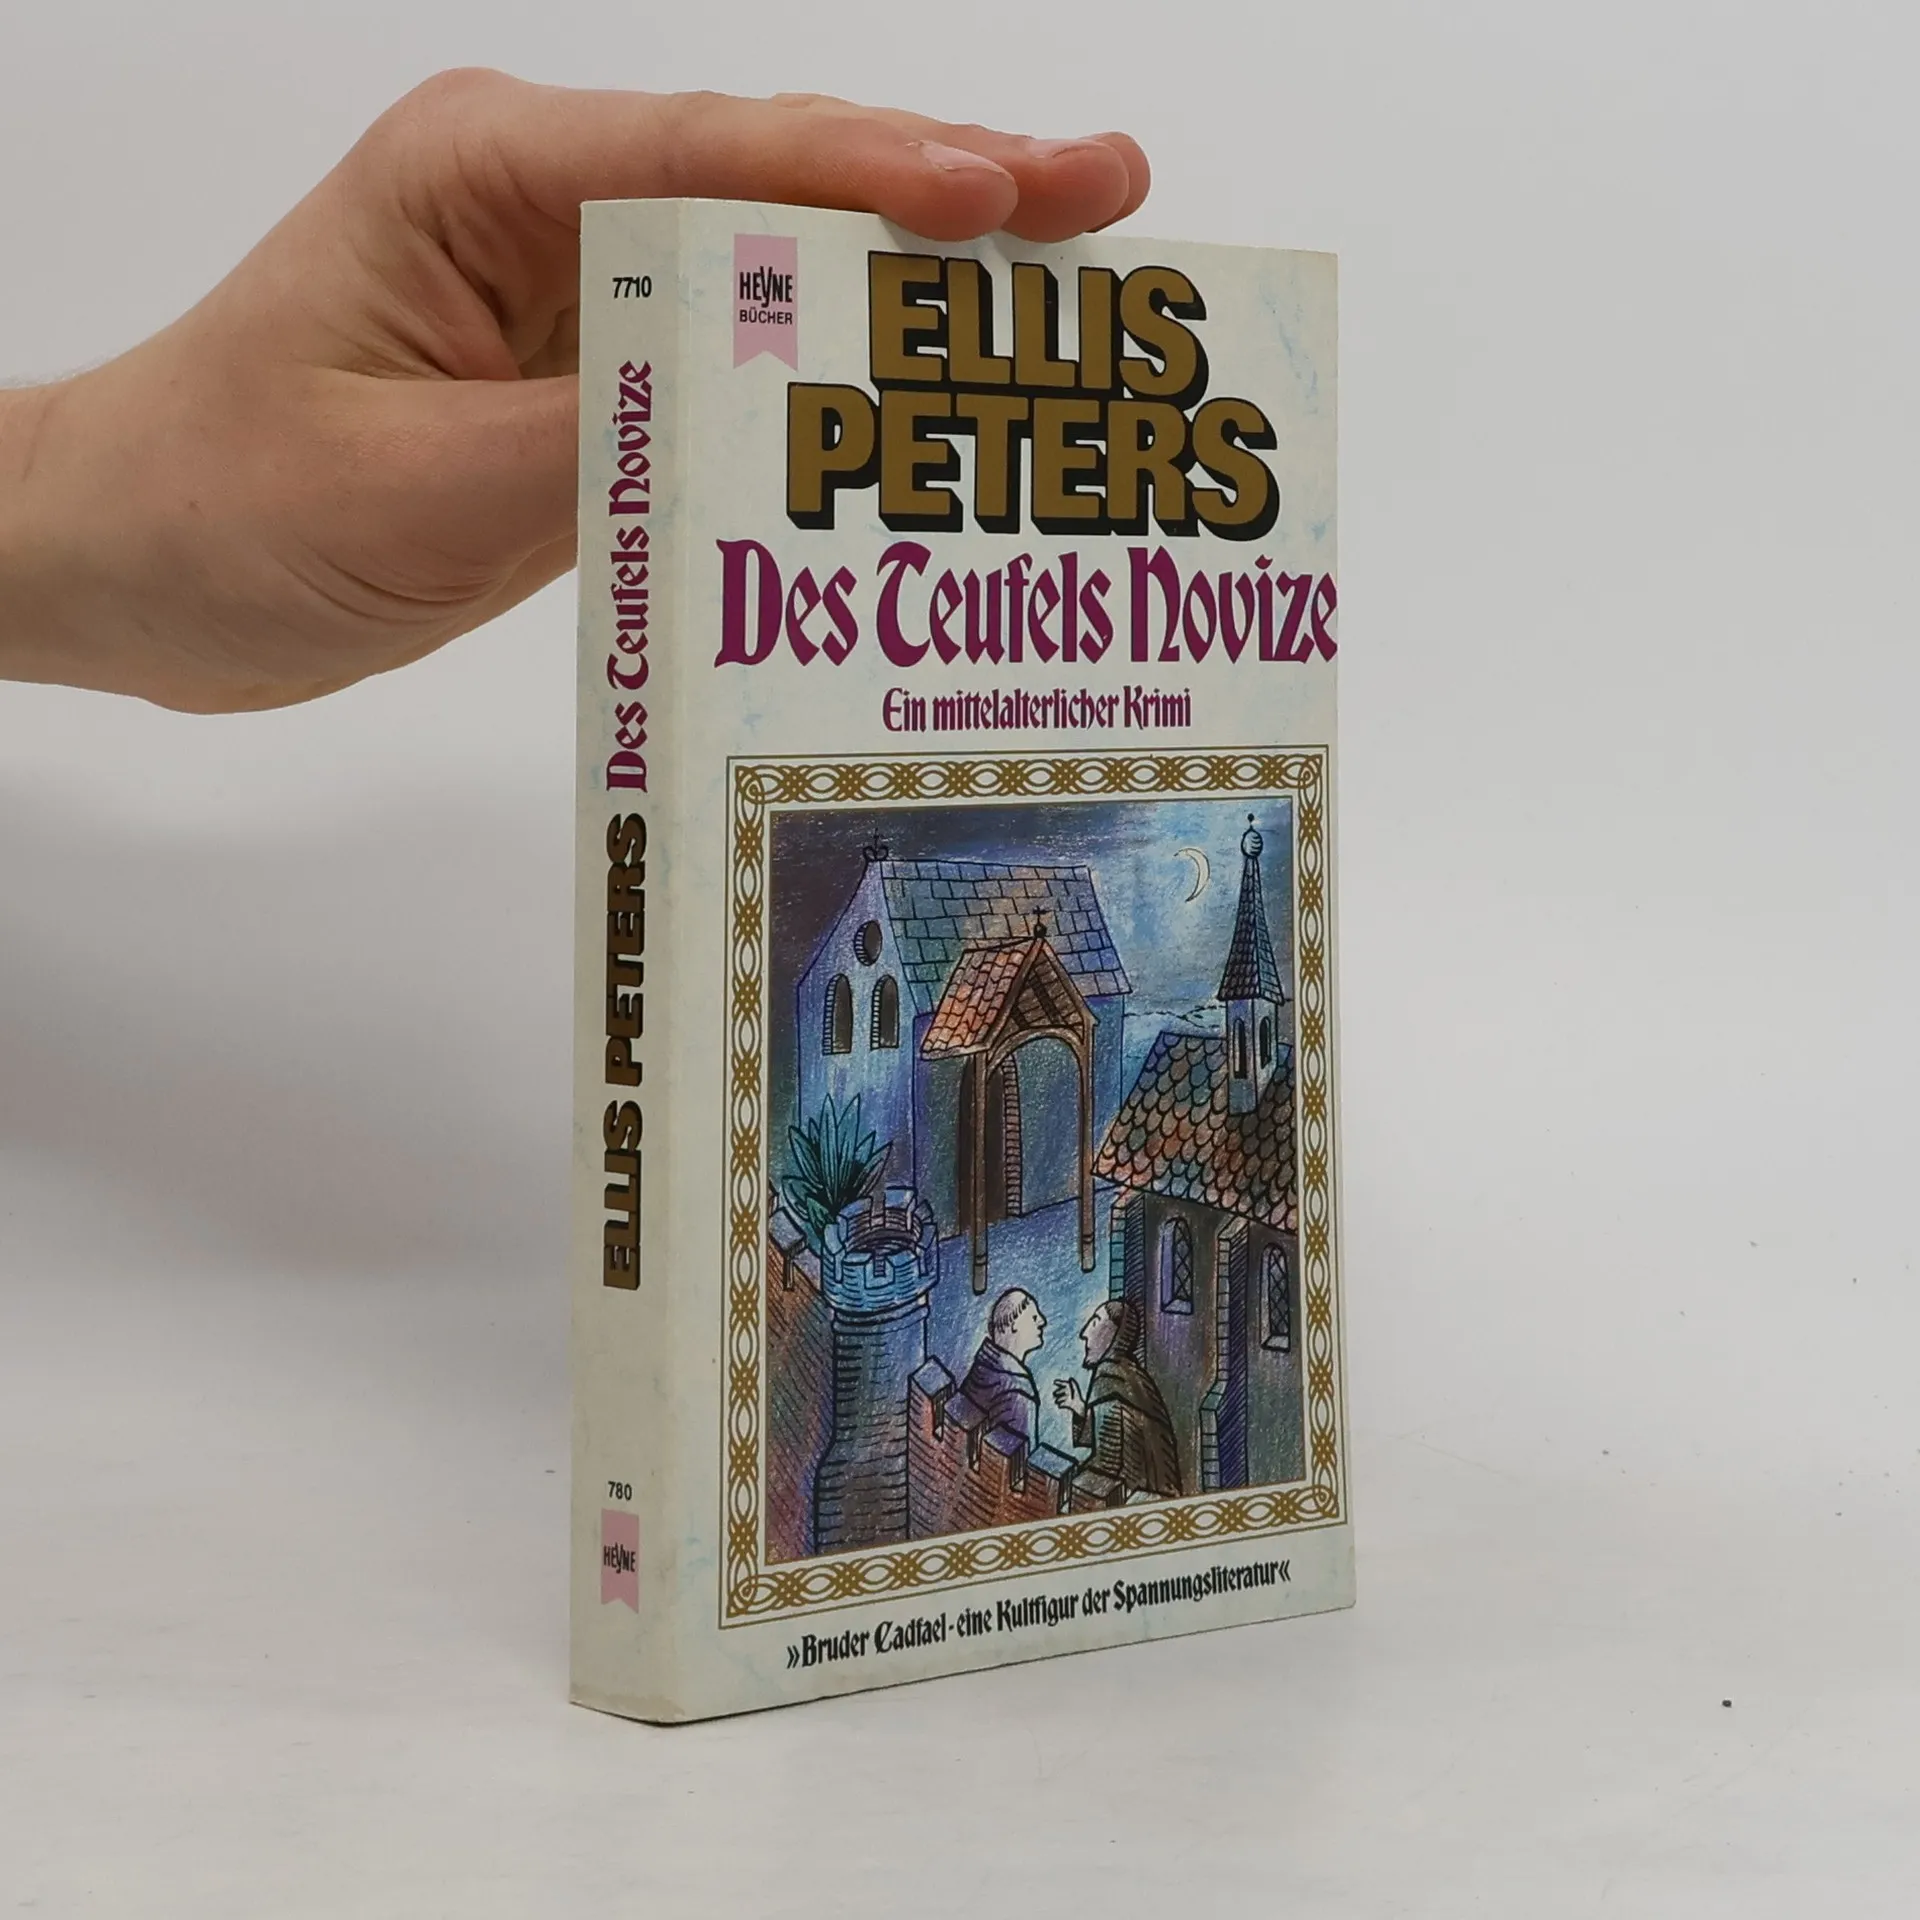 7710
Des Teufels Novize
ELLIS PETERS
780
HEYNE
HEYNE
BÜCHER
ELLIS
PETERS
Des Teufels Novize
Ein mittelalterlicher Krimi
»Bruder Cadfael - eine Kultfigur der Spannungsliteratur«